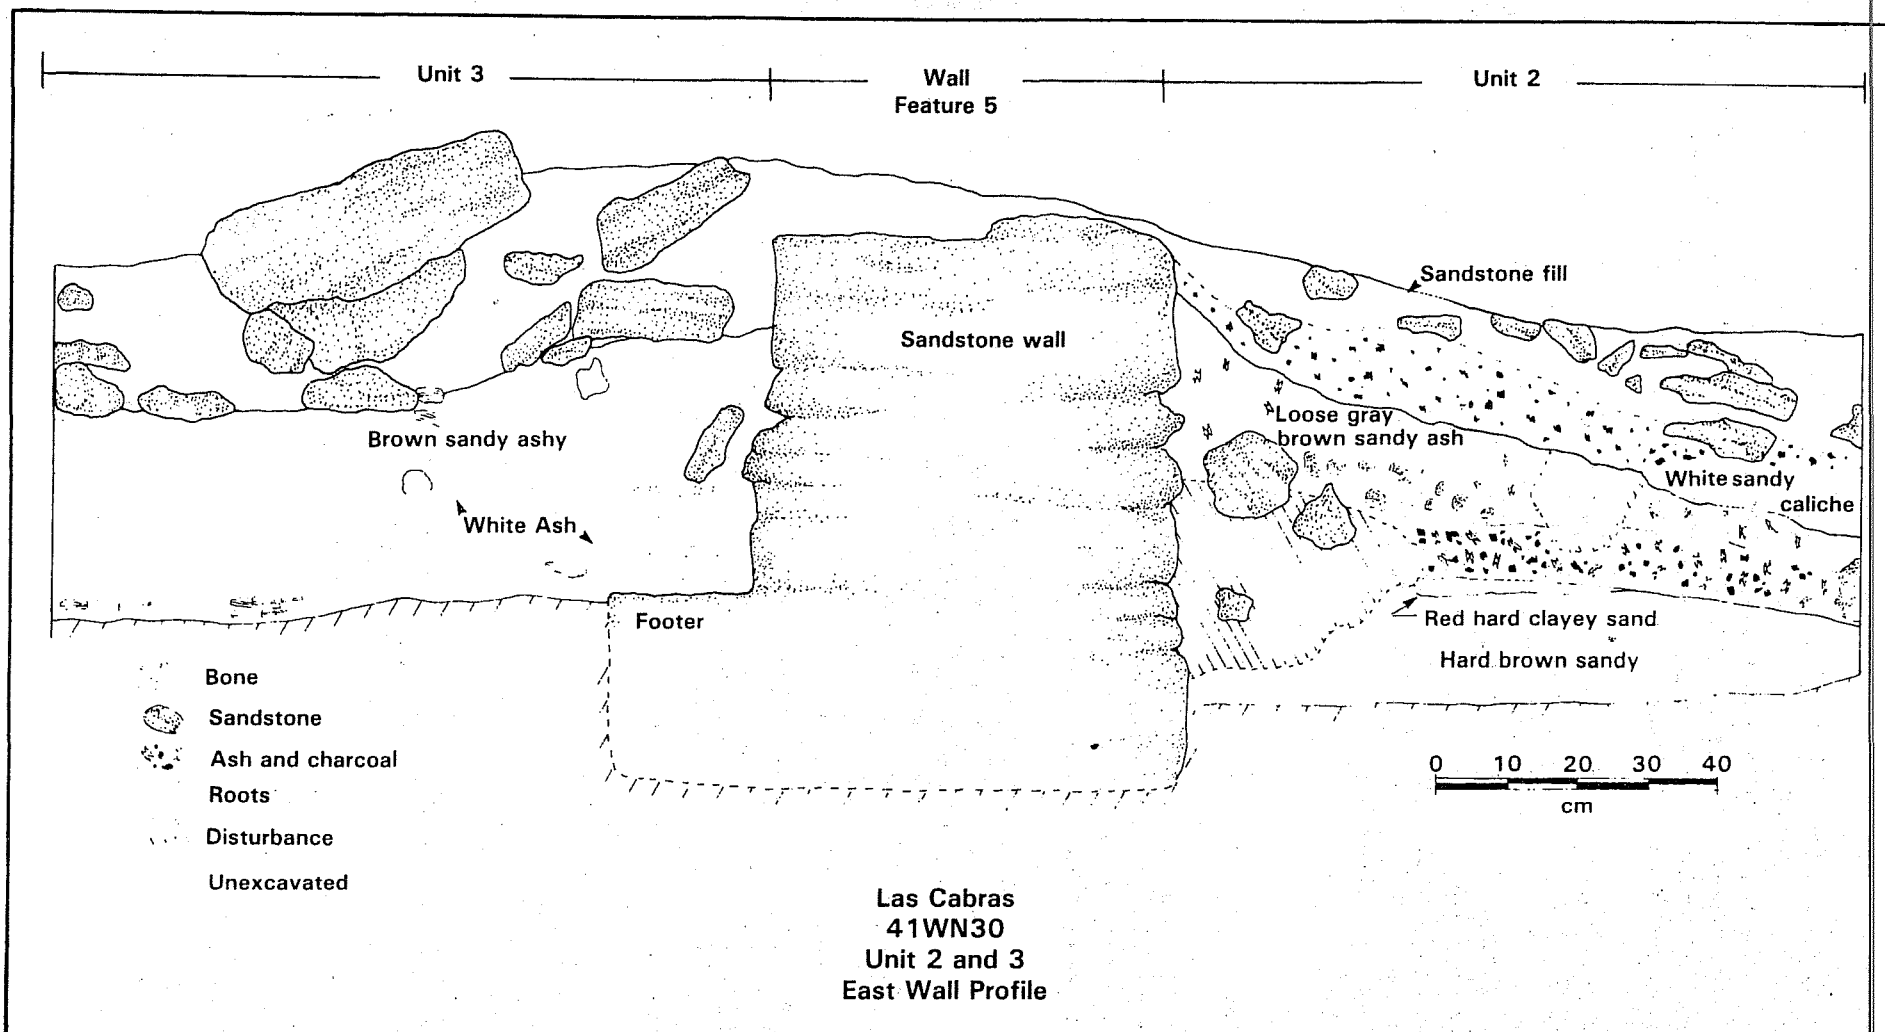 Unit 3
Wall
Feature 5
Unit 2
Sandstone fill
Sandstone wall
Loose gray
brown sandy ash
Brown sandy ashy
White sandy
caliche
White Ash
Footer
Red hard clayey sand
Hard brown sandy
Bone
Sandstone
Ash and charcoal
Roots
Disturbance
Unexcavated
0 10 20 30 40
cm
Las Cabras
41WN30
Unit 2 and 3
East Wall Profile